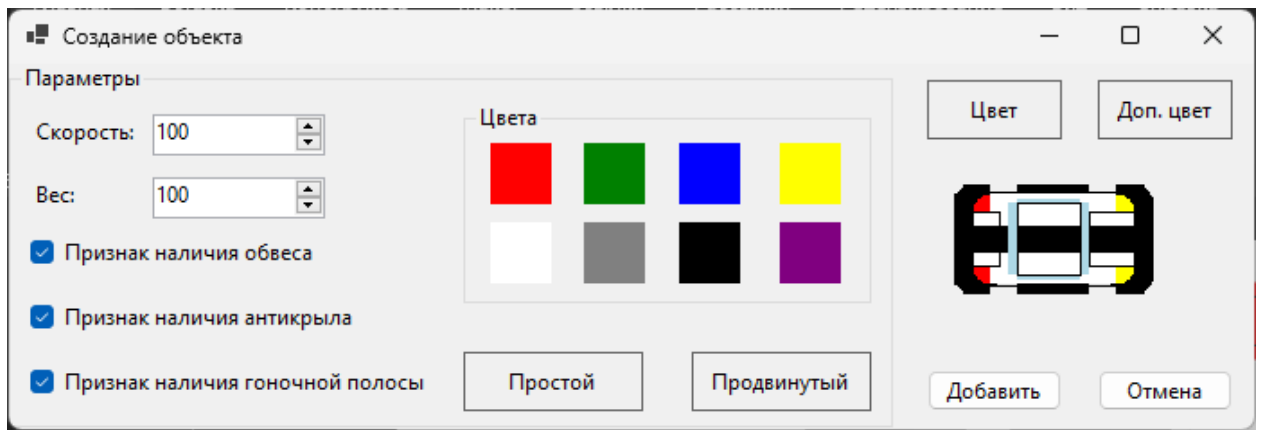 Создание объекта
Параметры
Скорость: 100
Вес: 100
Признак наличия обвеса
Признак наличия антикрыла
Признак наличия гоночной полосы
Цвета
Простой
Продвинутый
Цвет
Доп. цвет
Добавить
Отмена